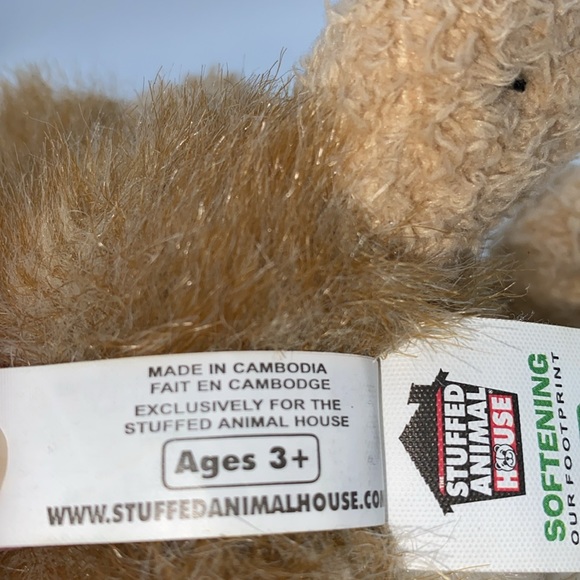 MADE IN CAMBODIA
FAIT EN CAMBODGE
EXCLUSIVELY FOR THE
STUFFED ANIMAL HOUSE
Ages 3+
WWW.STUFFEDANIMALHOUSE.COM
THE
STUFFED
ANIMAL
HOUSE
SOFTENING
OUR FOOTPRINT